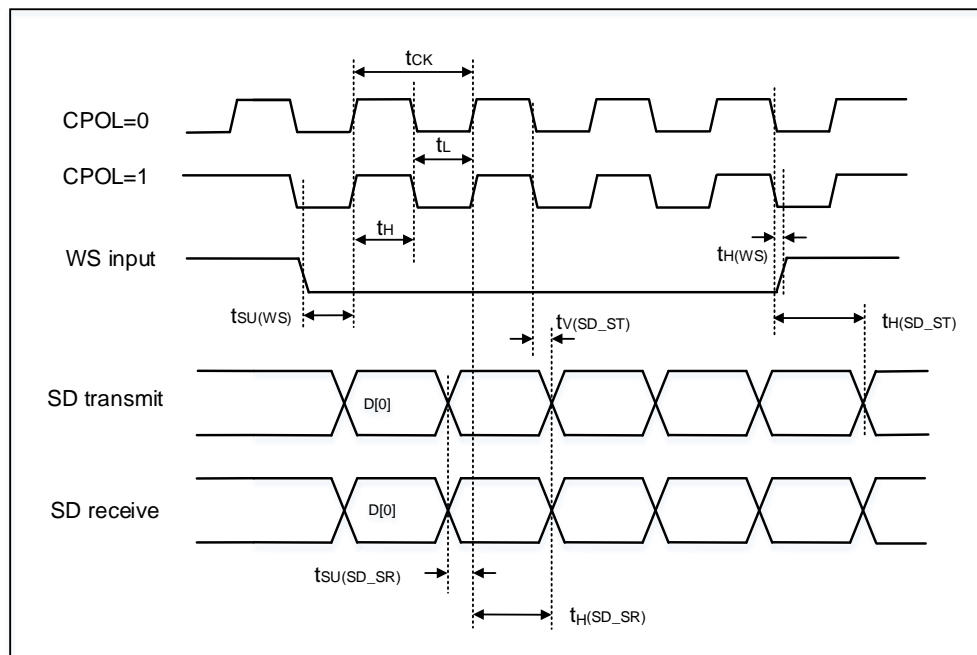 tCK
CPOL=0
tL
CPOL=1
tH
tH(WS)
WS input
tSU(WS)
tV(SD_ST)
tH(SD_ST)
SD transmit
D[0]
SD receive
D[0]
tSU(SD_SR)
tH(SD_SR)